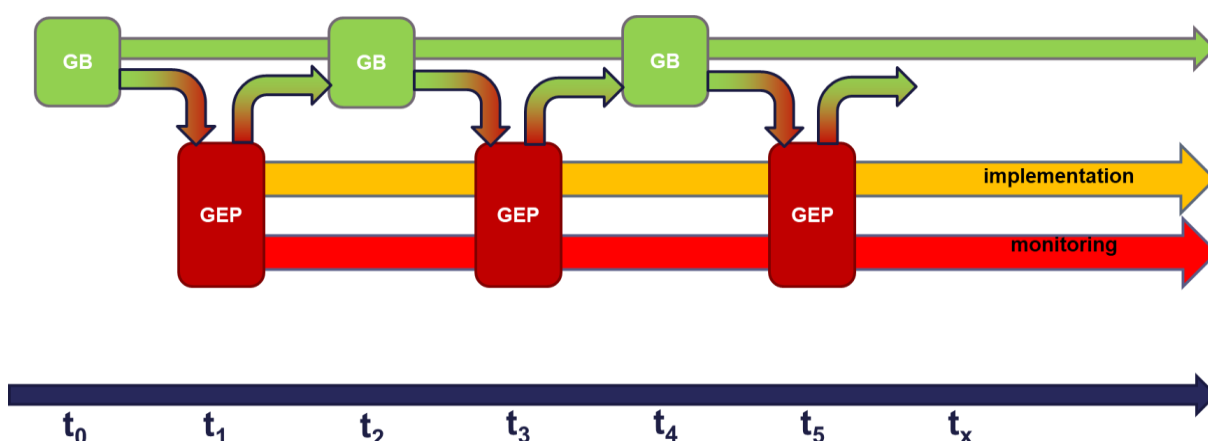 GB
GB
GB
implementation
GEP
GEP
GEP
monitoring
t₀
t₁
t₂
t₃
t₄
t₅
tₓ